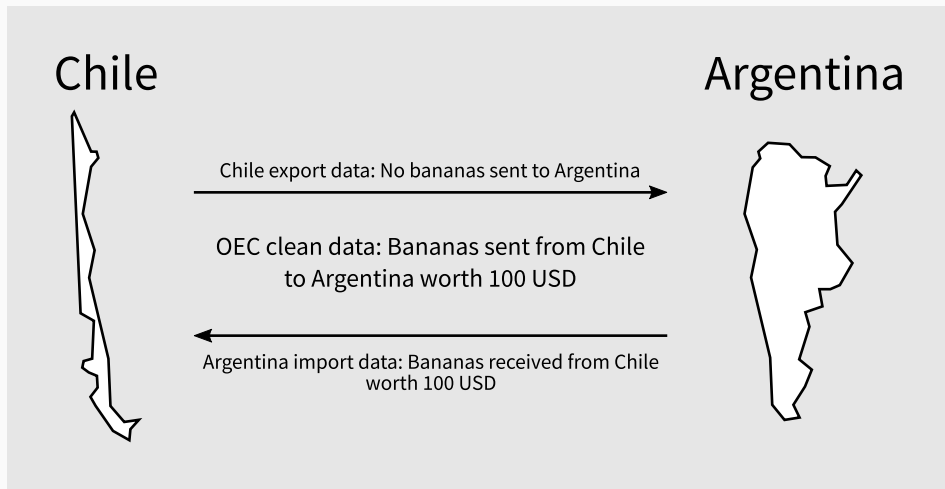 Chile
Argentina
Chile export data: No bananas sent to Argentina
OEC clean data: Bananas sent from Chile
to Argentina worth 100 USD
Argentina import data: Bananas received from Chile
worth 100 USD